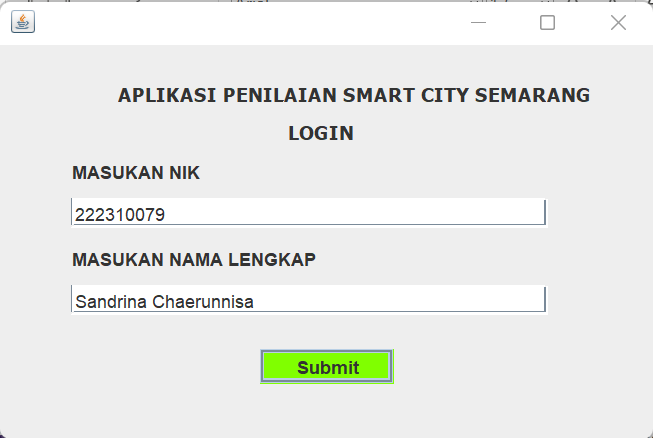 APLIKASI PENILAIAN SMART CITY SEMARANG
LOGIN
MASUKAN NIK
222310079
MASUKAN NAMA LENGKAP
Sandrina Chaerunnisa
Submit